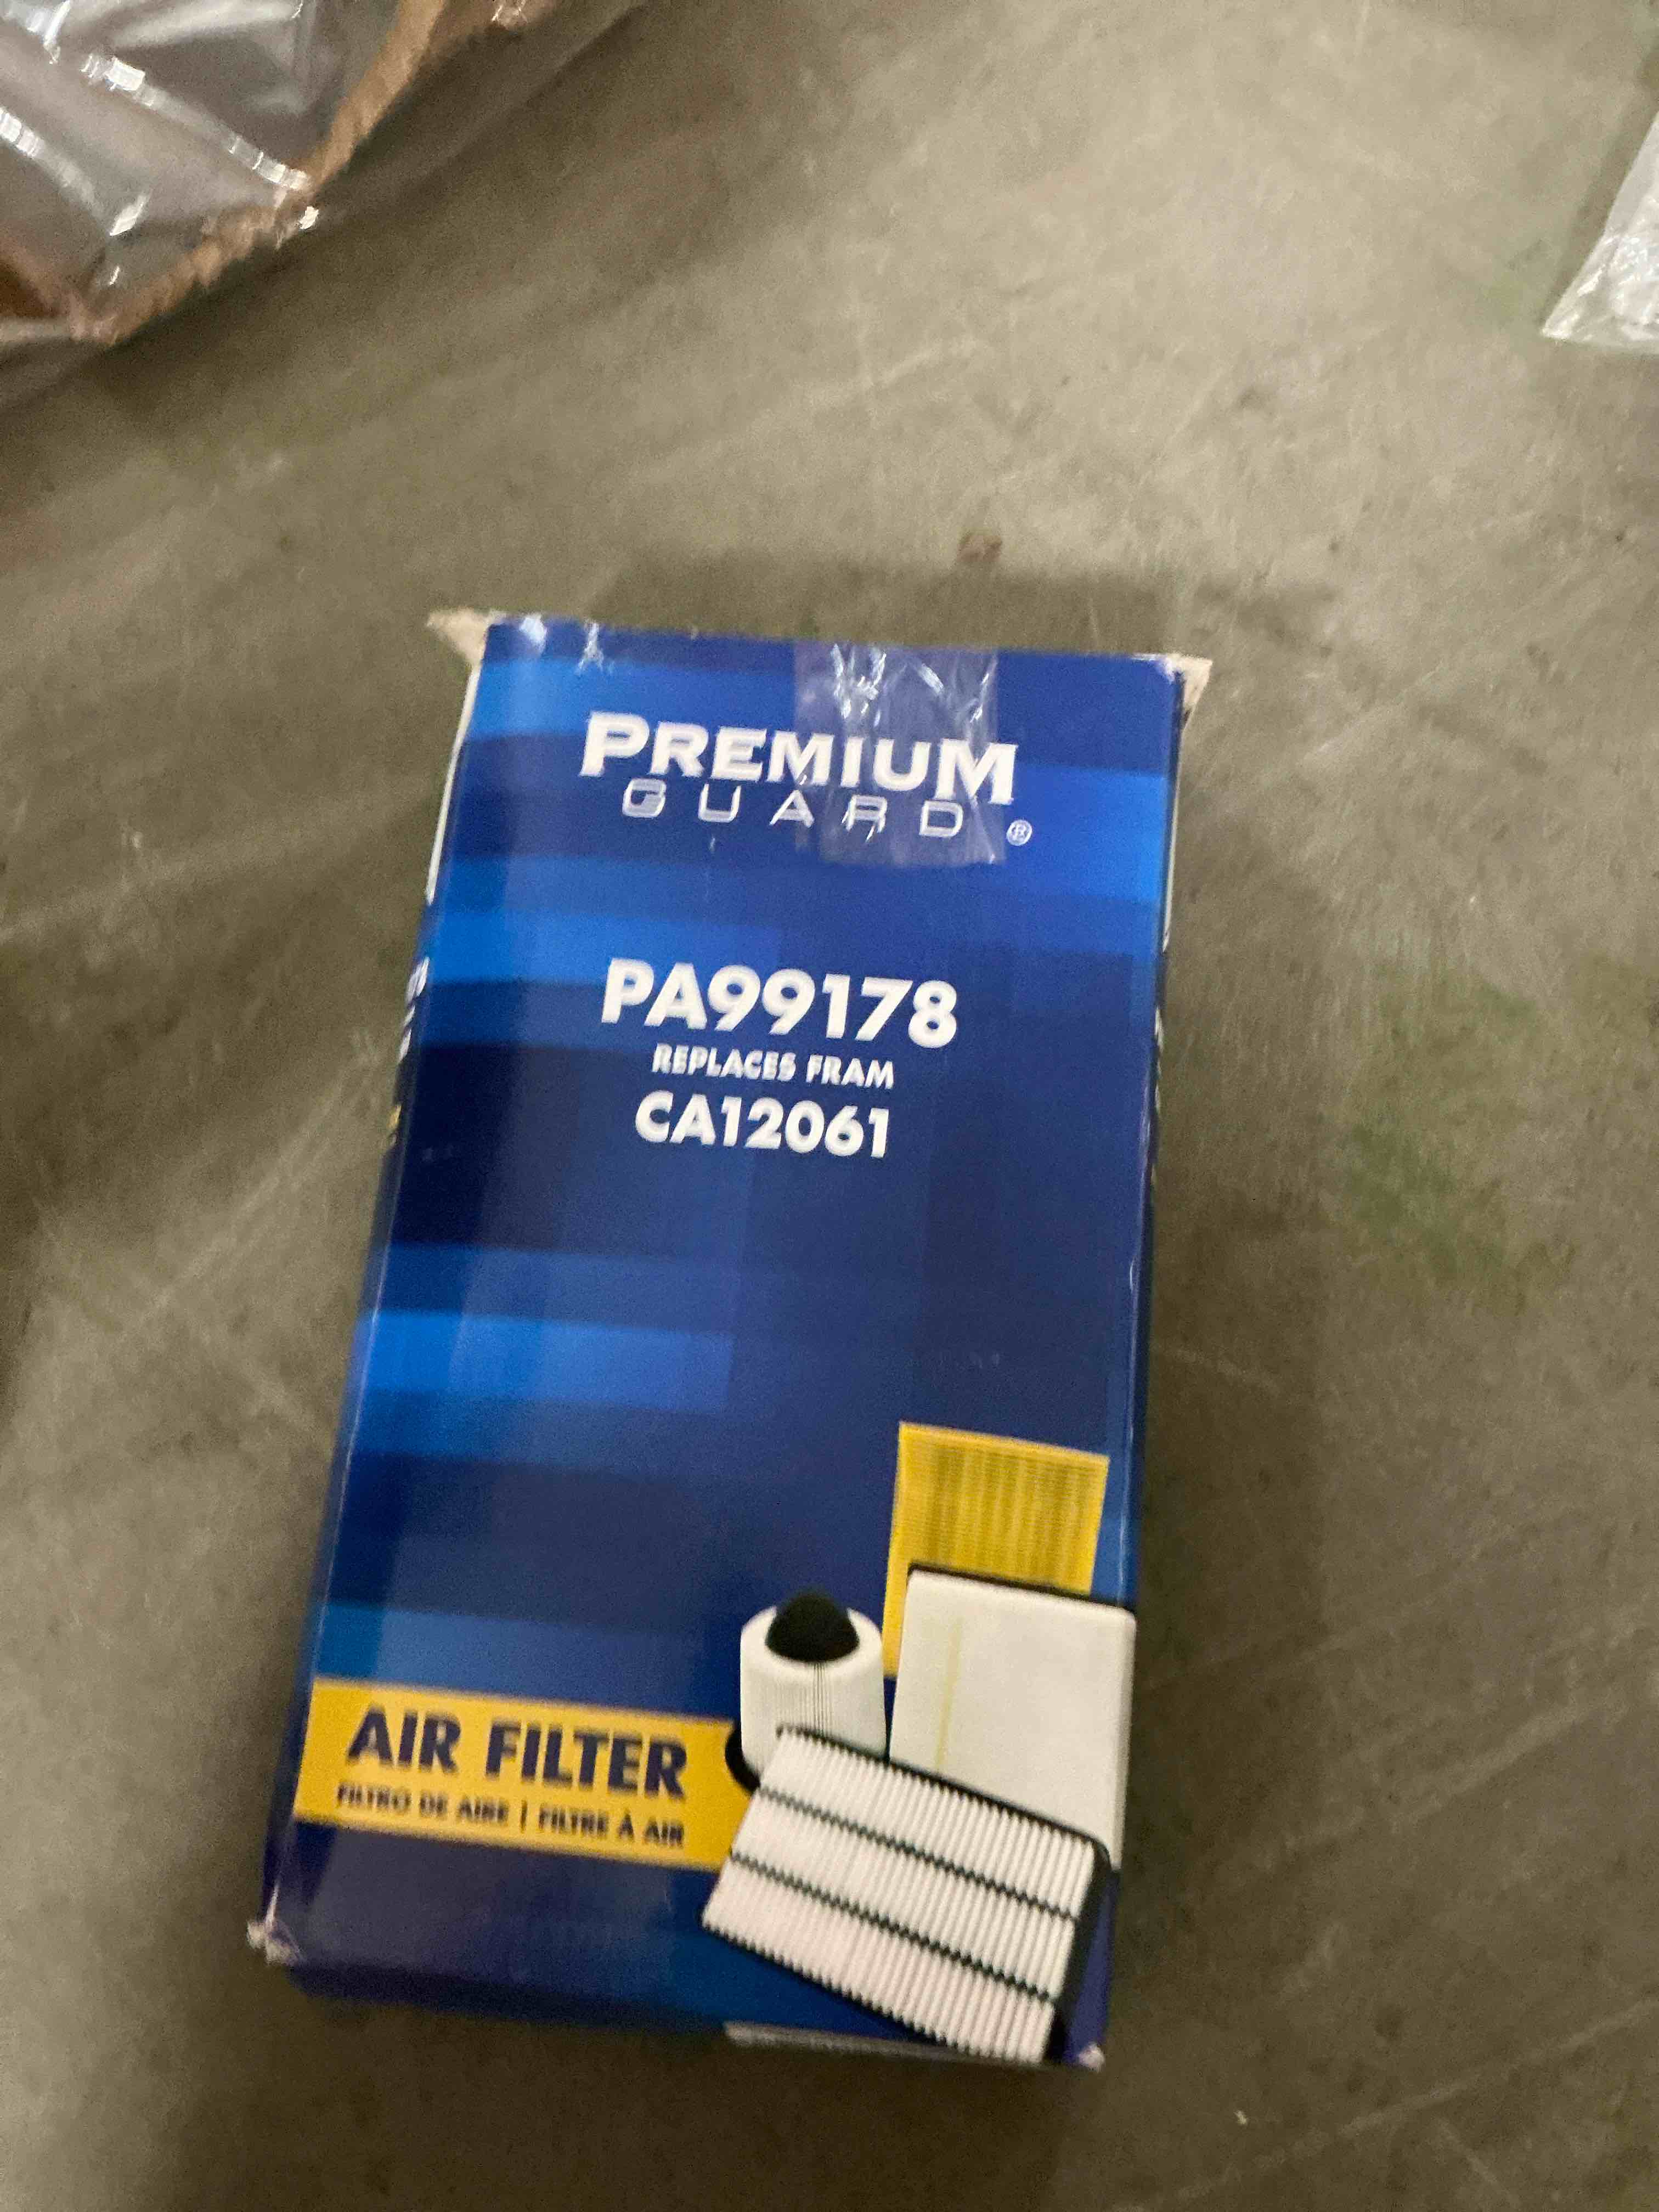 PREMIUM
GUARD ®
PA99178
REPLACES FRAM
CA12061
AIR FILTER
FILTRO DE AIRE | FILTRE À AIR